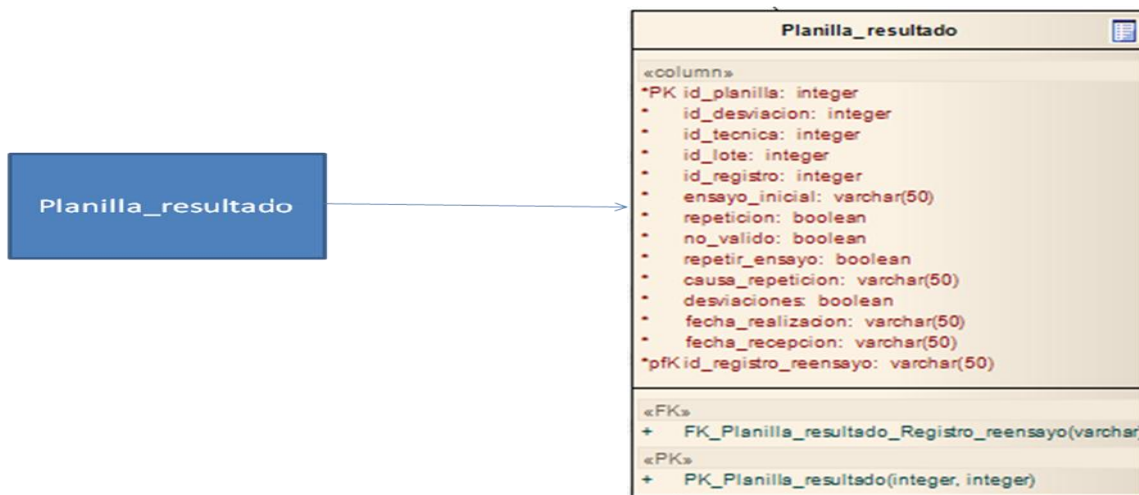 Planilla_resultado
Planilla_resultado
«column»
*PK id_planilla: integer
* id_desviacion: integer
* id_tecnica: integer
* id_lote: integer
* id_registro: integer
* ensayo_inicial: varchar(50)
* repeticion: boolean
* no_valido: boolean
* repetir_ensayo: boolean
* causa_repeticion: varchar(50)
* desviaciones: boolean
* fecha_realizacion: varchar(50)
* fecha_recepcion: varchar(50)
*pfK id_registro_reensayo: varchar(50)
«FK»
+ FK_Planilla_resultado_Registro_reensayo(varchar)
«PK»
+ PK_Planilla_resultado(integer, integer)